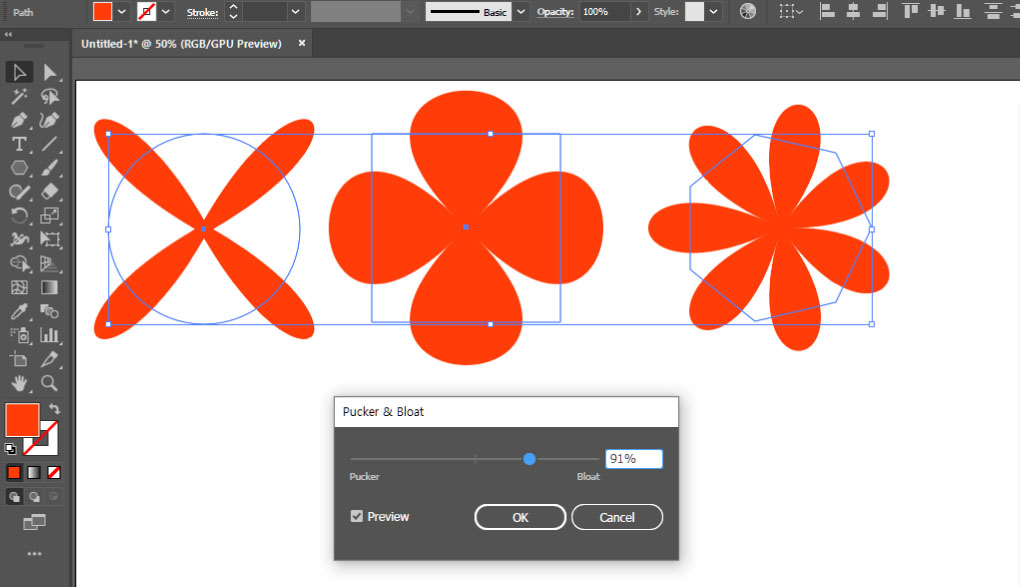 Path
Stroke:
Basic
Opacity:
100%
Style:
Untitled-1* @ 50% (RGB/GPU Preview) ×
Pucker & Bloat
91%
Pucker
Bloat
Preview
OK
Cancel